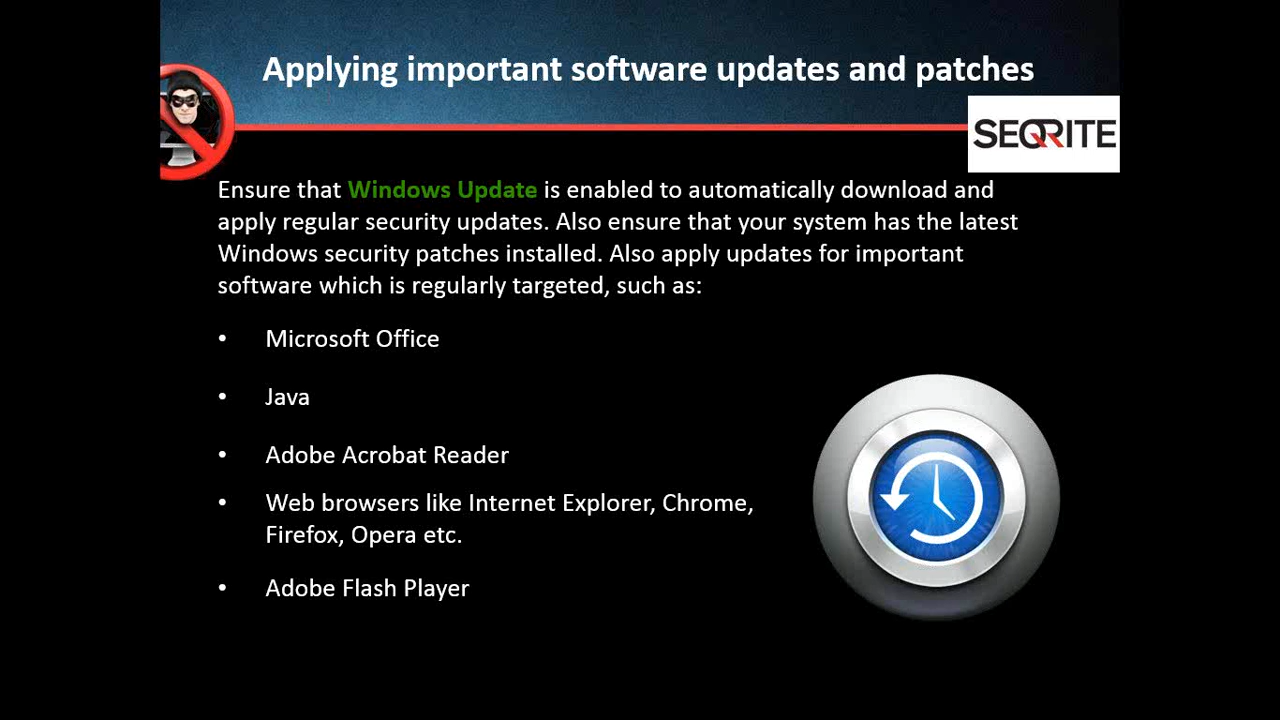 Applying important software updates and patches
SEQRITE
Ensure that Windows Update is enabled to automatically download and
apply regular security updates. Also ensure that your system has the latest
Windows security patches installed. Also apply updates for important
software which is regularly targeted, such as:
• Microsoft Office
• Java
• Adobe Acrobat Reader
• Web browsers like Internet Explorer, Chrome,
Firefox, Opera etc.
• Adobe Flash Player